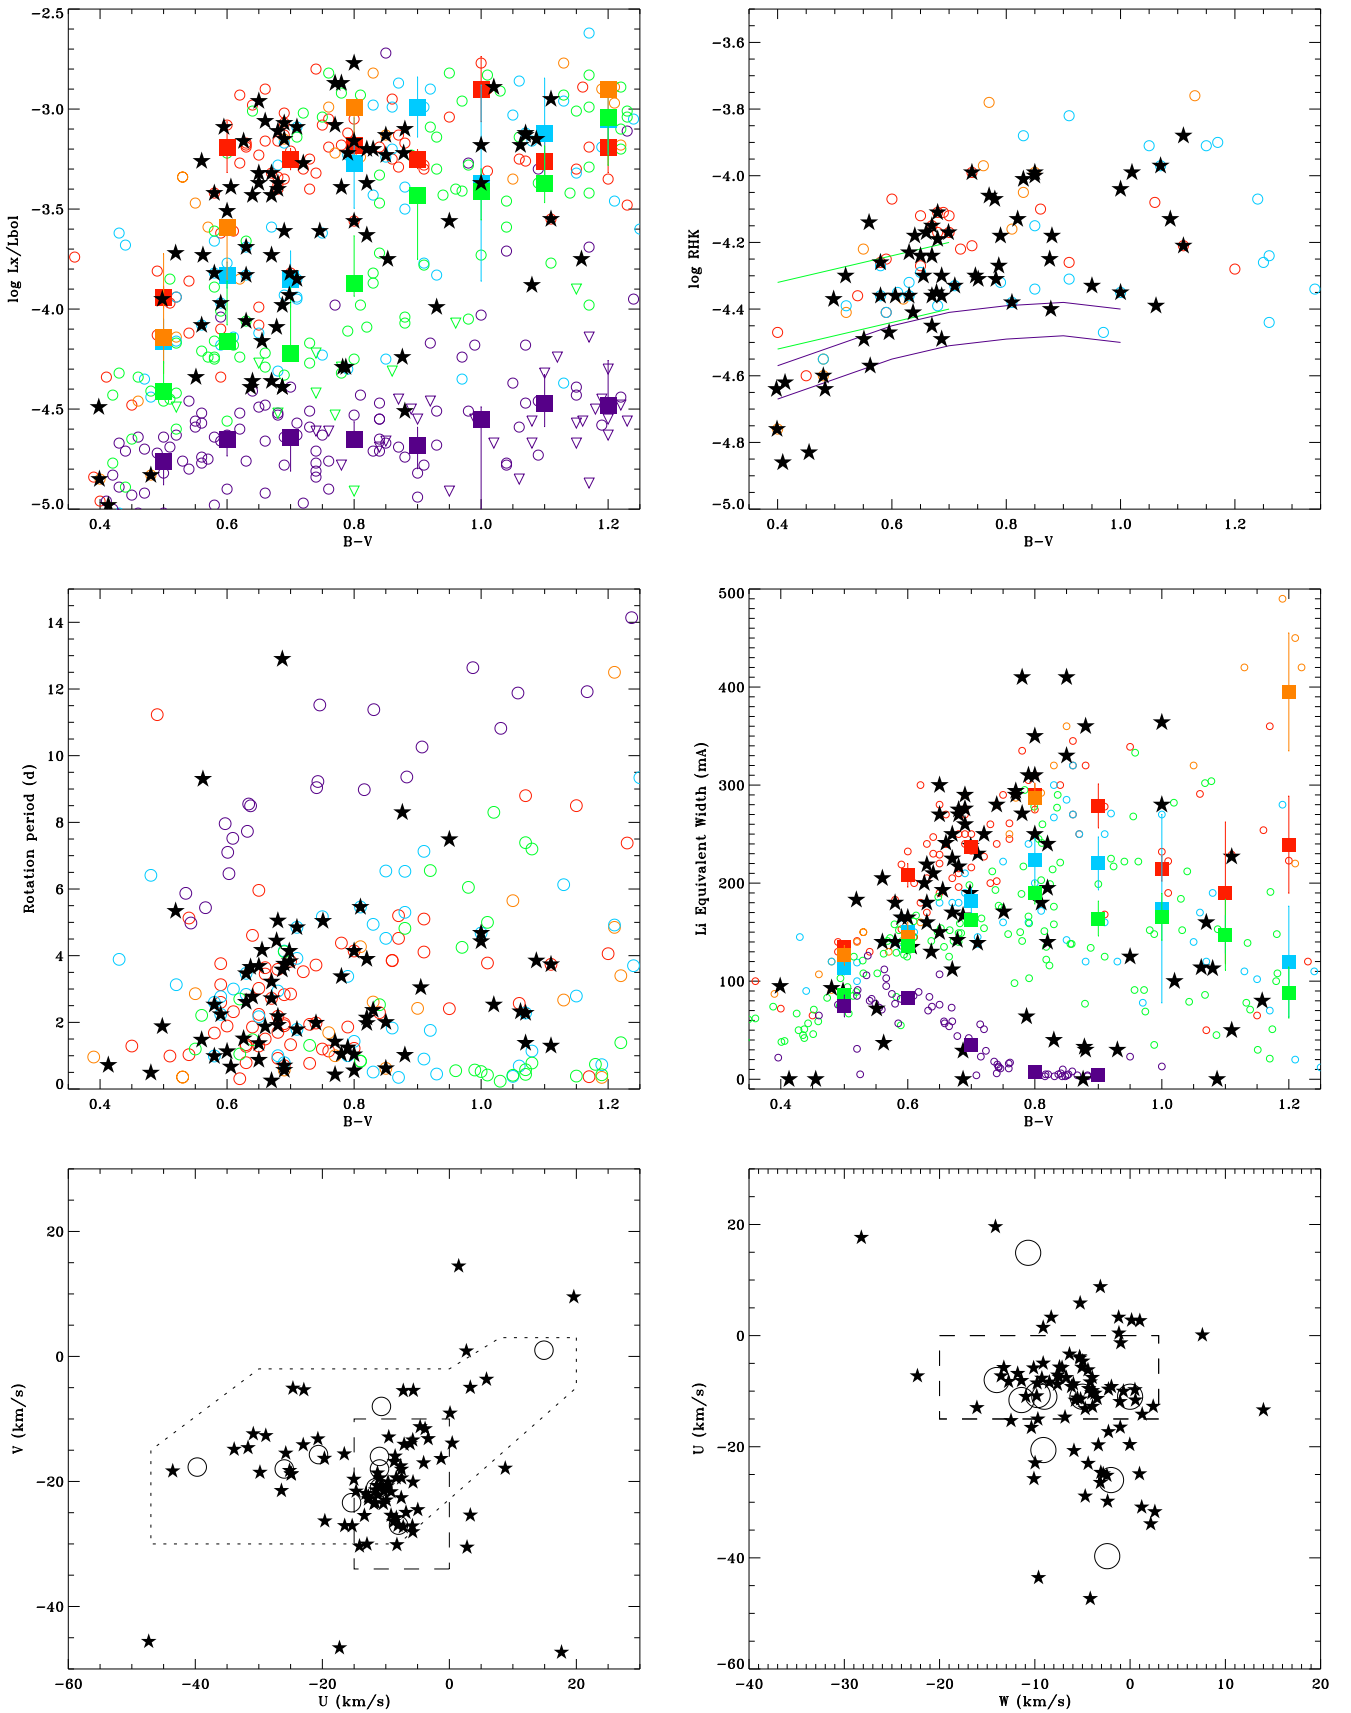 -2.5
-3.0
-3.5
-4.0
-4.5
-5.0
log Lx/Lbol
0.4 0.6 0.8 1.0 1.2
B-V
-3.6
-3.8
-4.0
-4.2
-4.4
-4.6
-4.8
-5.0
log RHK
0.4 0.6 0.8 1.0 1.2
B-V
14
12
10
8
6
4
2
0
Rotation period (d)
0.4 0.6 0.8 1.0 1.2
B-V
500
400
300
200
100
0
Li Equivalent Width (mA)
0.4 0.6 0.8 1.0 1.2
B-V
20
0
-20
-40
V (km/s)
-60 -40 -20 0 20
U (km/s)
20
0
-20
-40
-60
U (km/s)
-40 -30 -20 -10 0 10 20
W (km/s)